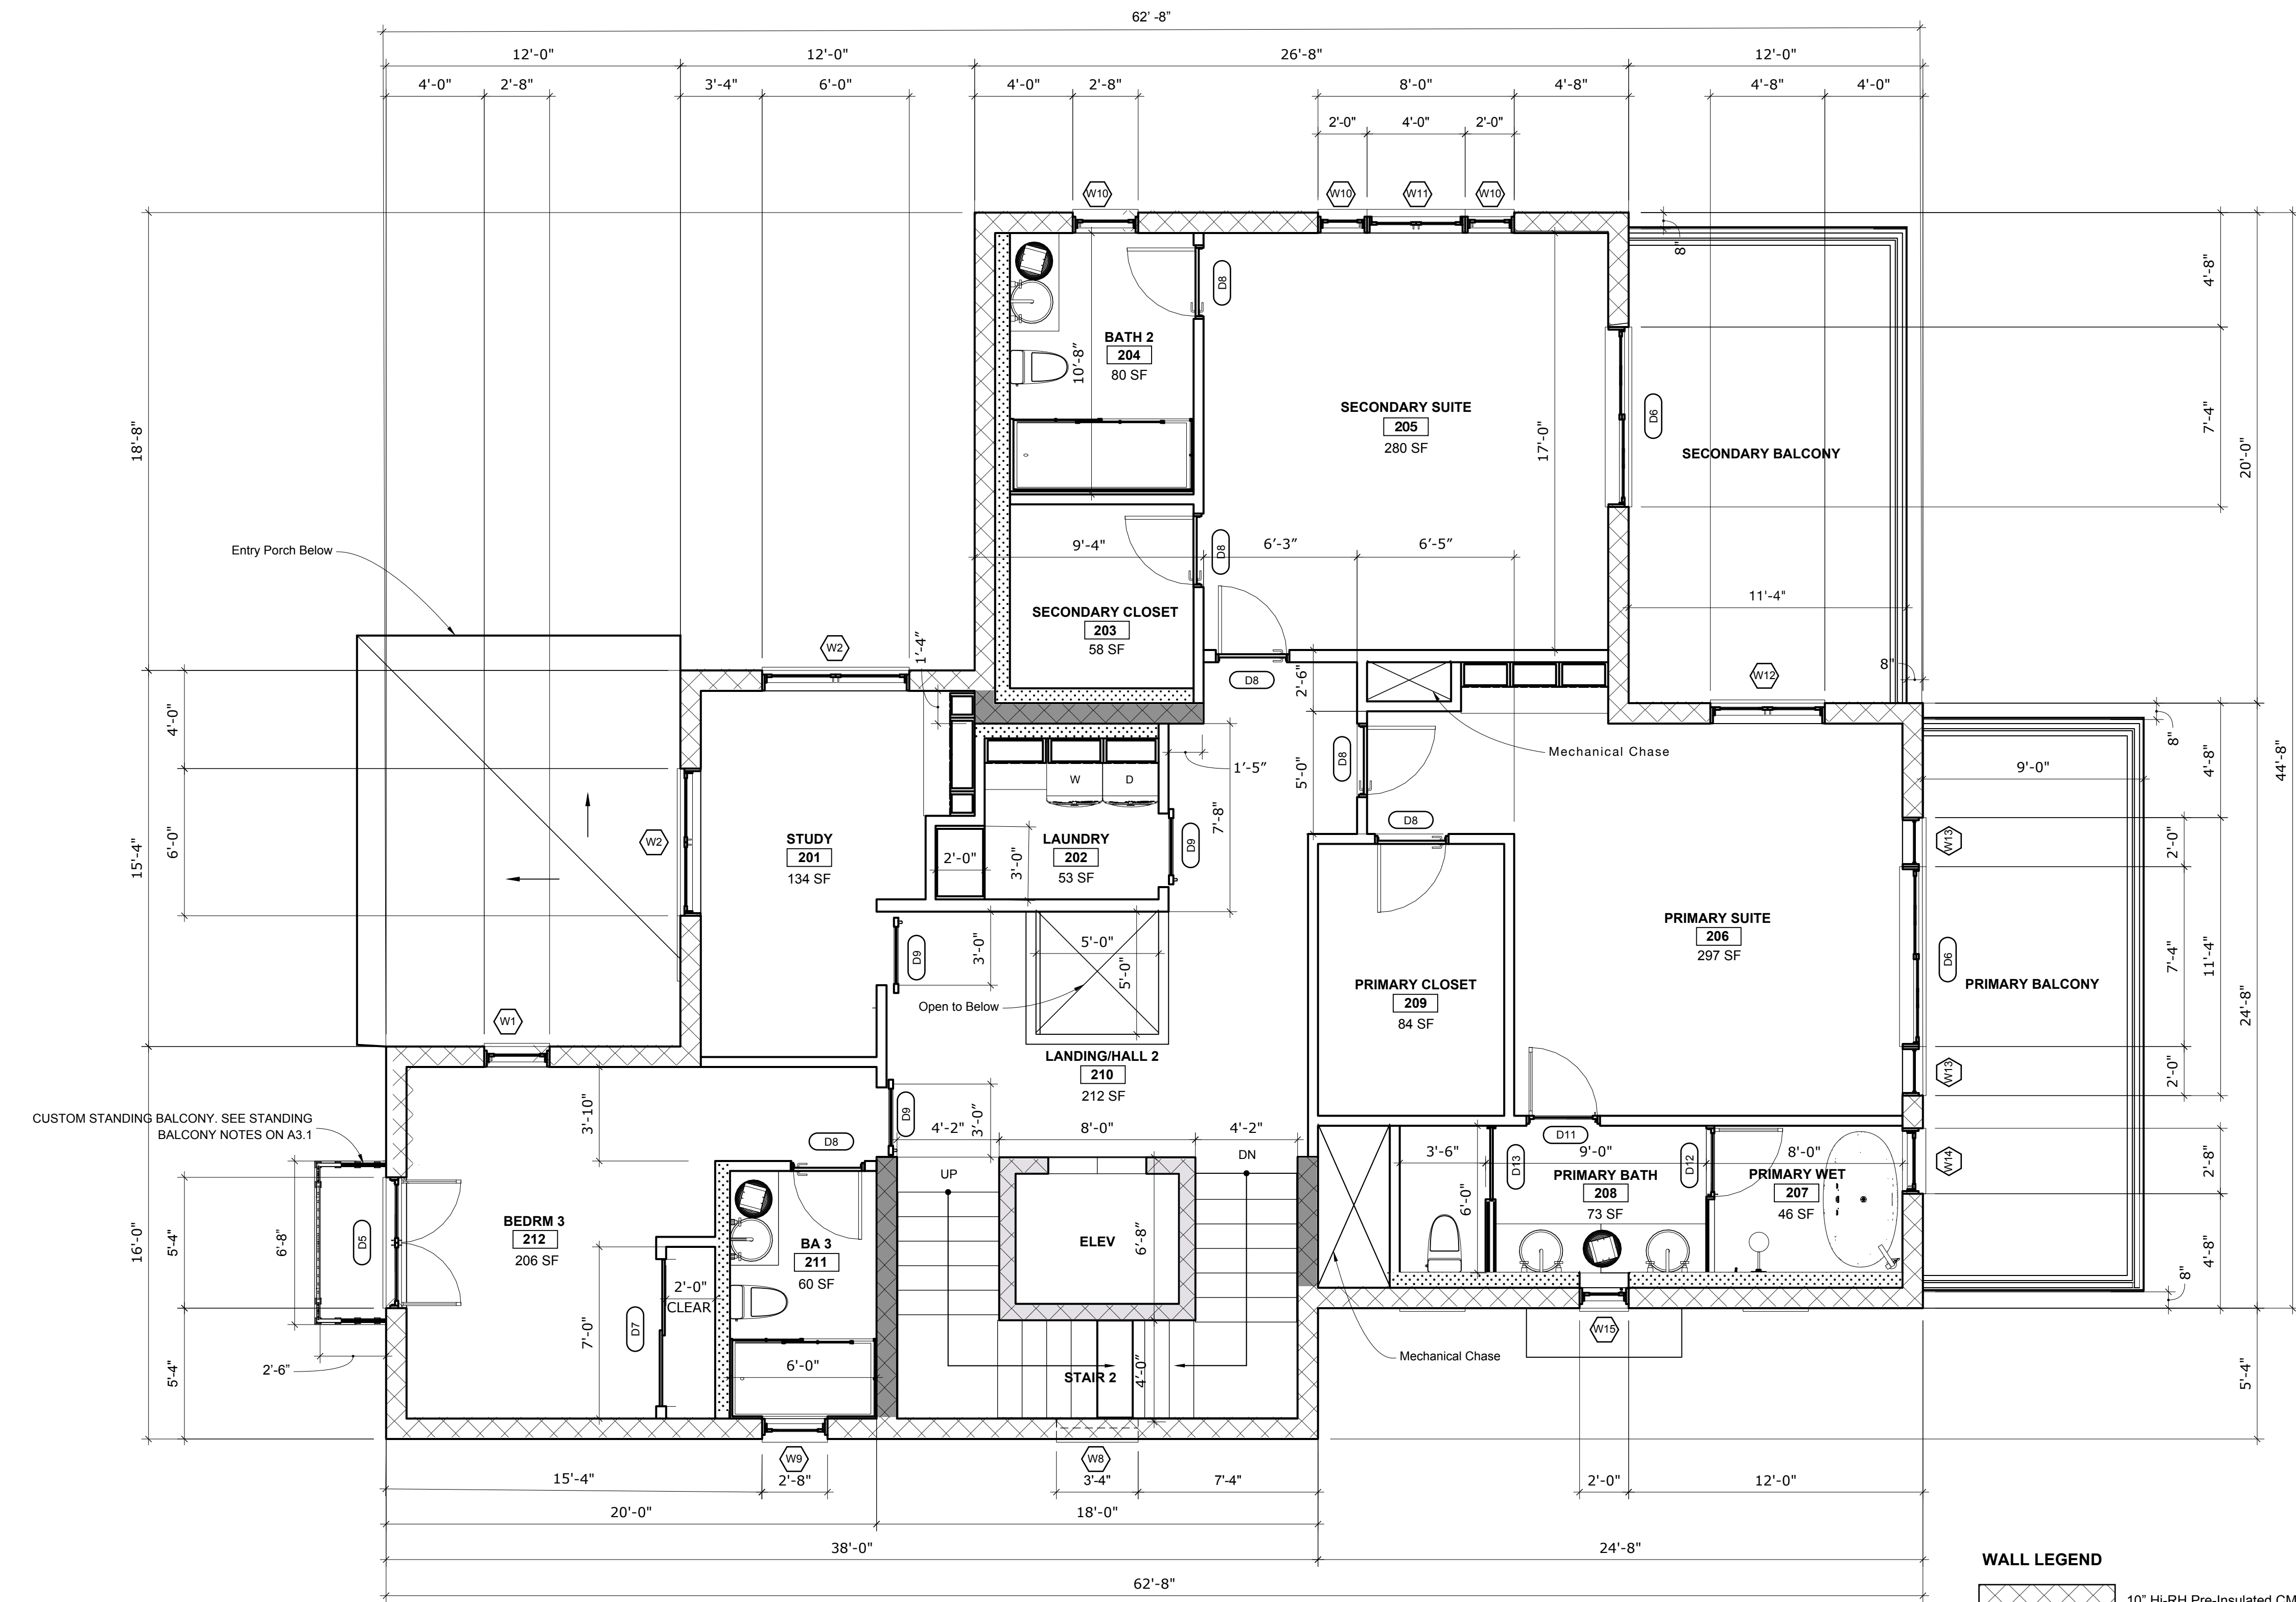 62' -8"
12'-0"
12'-0"
26'-8"
12'-0"
4'-0"
2'-8"
3'-4"
6'-0"
4'-0"
2'-8"
8'-0"
4'-8"
4'-8"
4'-0"
2'-0"
4'-0"
2'-0"
W10
W10
W11
W10
8"
4'-8"
D8
BATH 2
204
80 SF
10'-8"
SECONDARY SUITE
205
280 SF
17'-0"
D6
7'-4"
20'-0"
18'-8"
SECONDARY BALCONY
Entry Porch Below
9'-4"
D8
6'-3"
6'-5"
11'-4"
SECONDARY CLOSET
203
58 SF
W2
1'-4"
D8
2'-6"
8"
W12
4'-0"
8"
4'-8"
44'-8"
Mechanical Chase
1'-5"
W
D
5'-0"
D8
9'-0"
7'-8"
D8
6'-0"
15'-4"
W2
STUDY
201
134 SF
2'-0"
3'-0"
LAUNDRY
202
53 SF
D9
W13
2'-0"
PRIMARY SUITE
206
297 SF
D9
3'-0"
5'-0"
5'-0"
Open to Below
D6
7'-4"
11'-4"
24'-8"
PRIMARY CLOSET
209
84 SF
PRIMARY BALCONY
W1
LANDING/HALL 2
210
212 SF
W13
2'-0"
CUSTOM STANDING BALCONY. SEE STANDING
BALCONY NOTES ON A3.1
3'-10"
D8
D9
3'-0"
4'-2"
8'-0"
4'-2"
D11
3'-6"
D13
9'-0"
D12
8'-0"
W14
2'-8"
UP
DN
PRIMARY BATH
208
73 SF
PRIMARY WET
207
46 SF
6'-0"
16'-0"
5'-4"
6'-8"
D5
BEDRM 3
212
206 SF
BA 3
211
60 SF
ELEV
6'-8"
4'-8"
8"
2'-0"
CLEAR
D7
7'-0"
W15
5'-4"
2'-6"
6'-0"
STAIR 2
4'-0"
Mechanical Chase
5'-4"
W9
W8
15'-4"
2'-8"
3'-4"
7'-4"
2'-0"
12'-0"
20'-0"
18'-0"
38'-0"
24'-8"
62'-8"
WALL LEGEND
10" Hi-RH Pre-Insulated CM